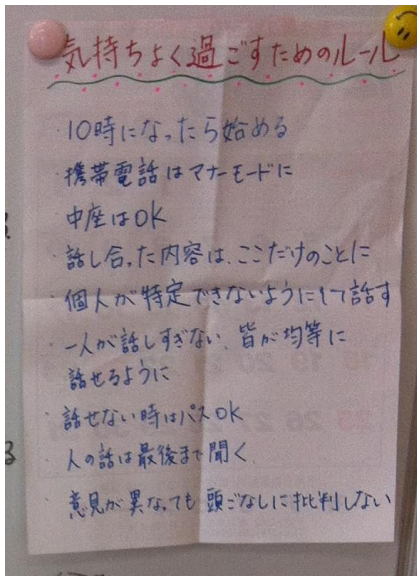 気持ちよく過ごすためのルール
・10時になったら始める
・携帯電話はマナーモードに
・中座はOK
・話し合った内容は、ここだけのことに
・個人が特定できないようにして話す
・一人が話しすぎない、皆が均等に
話せるように
・話せない時はパスOK
・人の話は最後まで聞く
・意見が異なっても頭ごなしに批判しない